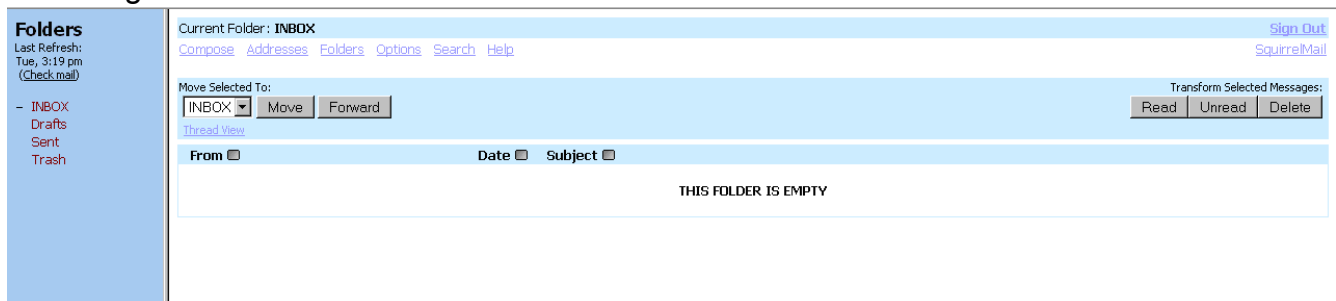 Folders
Last Refresh:
Tue, 3:19 pm
(Check mail)
– INBOX
Drafts
Sent
Trash
Current Folder: INBOX
Sign Out
Compose Addresses Folders Options Search Help
SquirrelMail
Move Selected To:
Transform Selected Messages:
INBOX Move Forward
Read Unread Delete
Thread View
From Date Subject
THIS FOLDER IS EMPTY